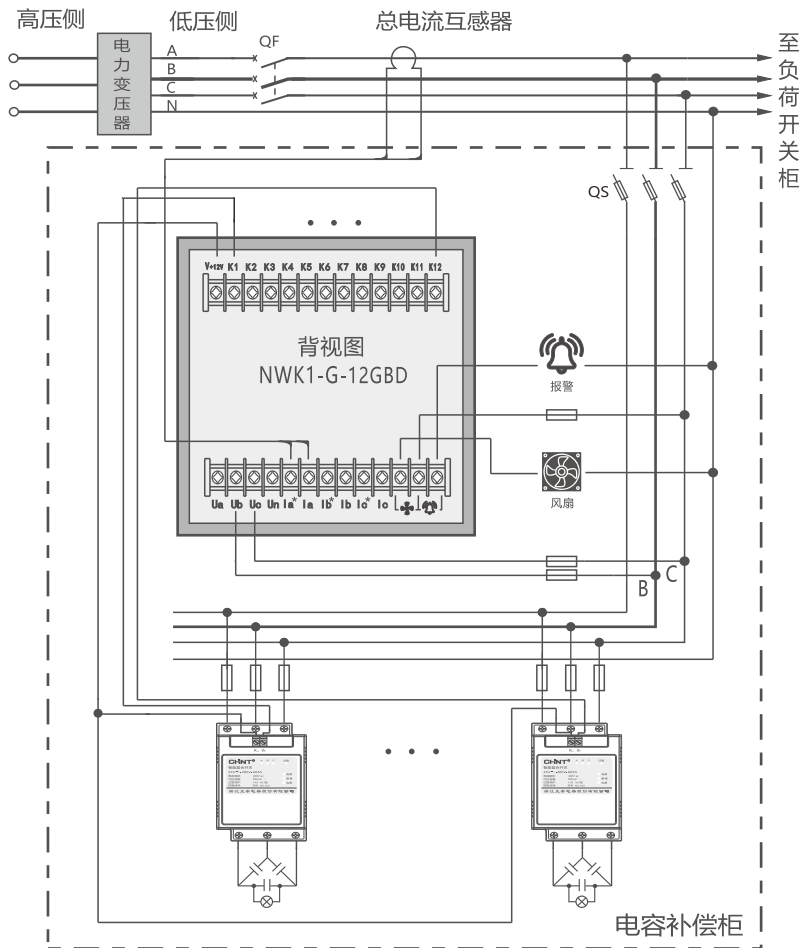 高压侧
低压侧
总电流互感器
电力变压器
A
B
C
N
QF
至负荷开关柜
QS
V+12V K1 K2 K3 K4 K5 K6 K7 K8 K9 K10 K11 K12
背视图
NWK1-G-12GBD
报警
风扇
Ua Ub Uc Un Ia* Ia Ib* Ib Ic* Ic
B
C
CHNT
CHNT
电容补偿柜